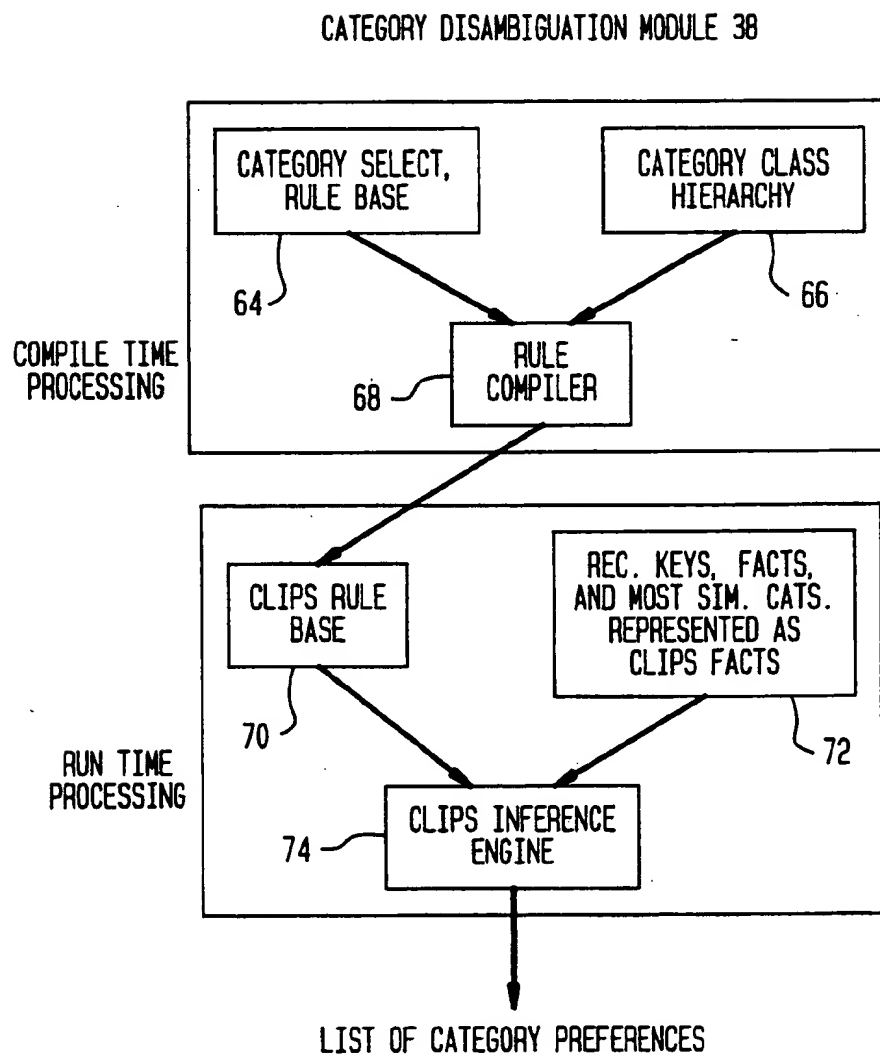 CATEGORY DISAMBIGUATION MODULE 38
CATEGORY SELECT,
RULE BASE
CATEGORY CLASS
HIERARCHY
64
66
COMPILE TIME
PROCESSING
RULE
COMPILER
68
CLIPS RULE
BASE
REC. KEYS, FACTS,
AND MOST SIM. CATS.
REPRESENTED AS
CLIPS FACTS
70
72
RUN TIME
PROCESSING
CLIPS INFERENCE
ENGINE
74
LIST OF CATEGORY PREFERENCES